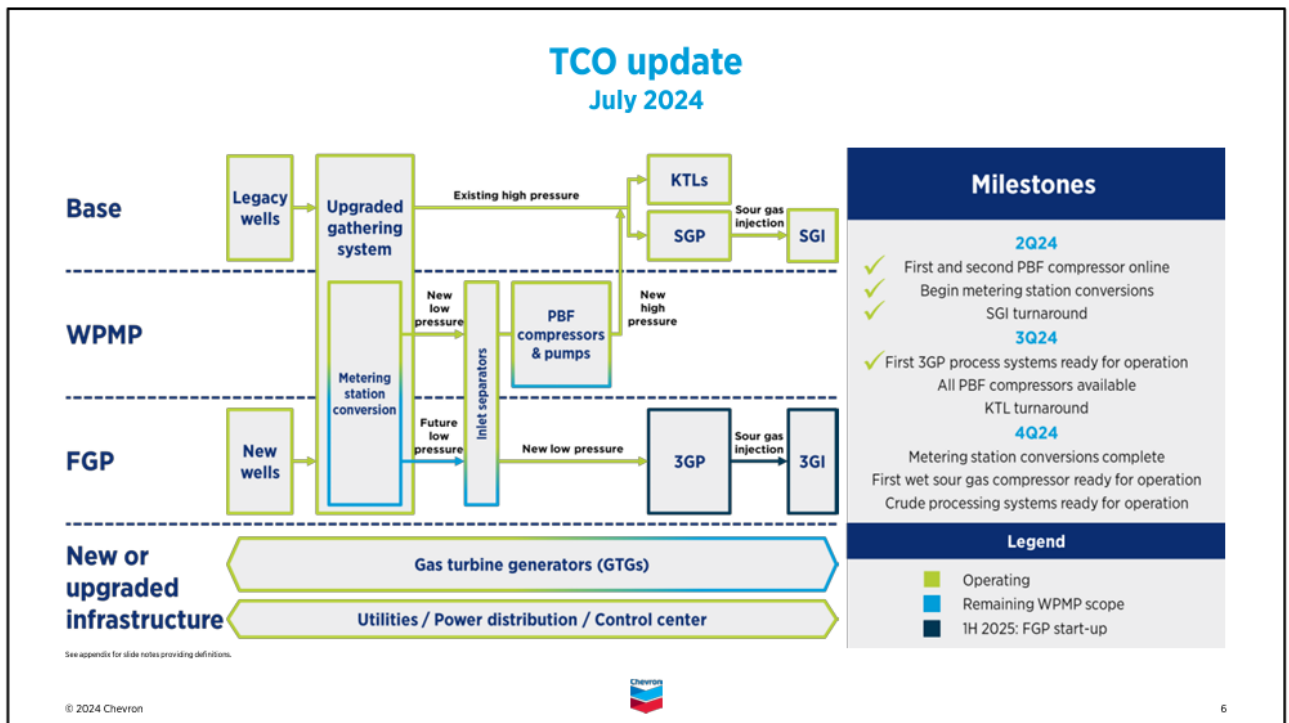 TCO update
July 2024
Base
Legacy
wells
Upgraded
gathering
system
Existing high pressure
KTLs
SGP
Sour gas
injection
SGI
WPMP
Metering
station
conversion
New
low
pressure
Inlet separators
PBF
compressors
& pumps
New
high
pressure
FGP
New
wells
Future
low
pressure
New low pressure
3GP
Sour gas
injection
3GI
New or
upgraded
infrastructure
Gas turbine generators (GTGs)
Utilities / Power distribution / Control center
Milestones
2Q24
First and second PBF compressor online
Begin metering station conversions
SGI turnaround
3Q24
First 3GP process systems ready for operation
All PBF compressors available
KTL turnaround
4Q24
Metering station conversions complete
First wet sour gas compressor ready for operation
Crude processing systems ready for operation
Legend
Operating
Remaining WPMP scope
1H 2025: FGP start-up
See appendix for slide notes providing definitions.
© 2024 Chevron
Chevron
6